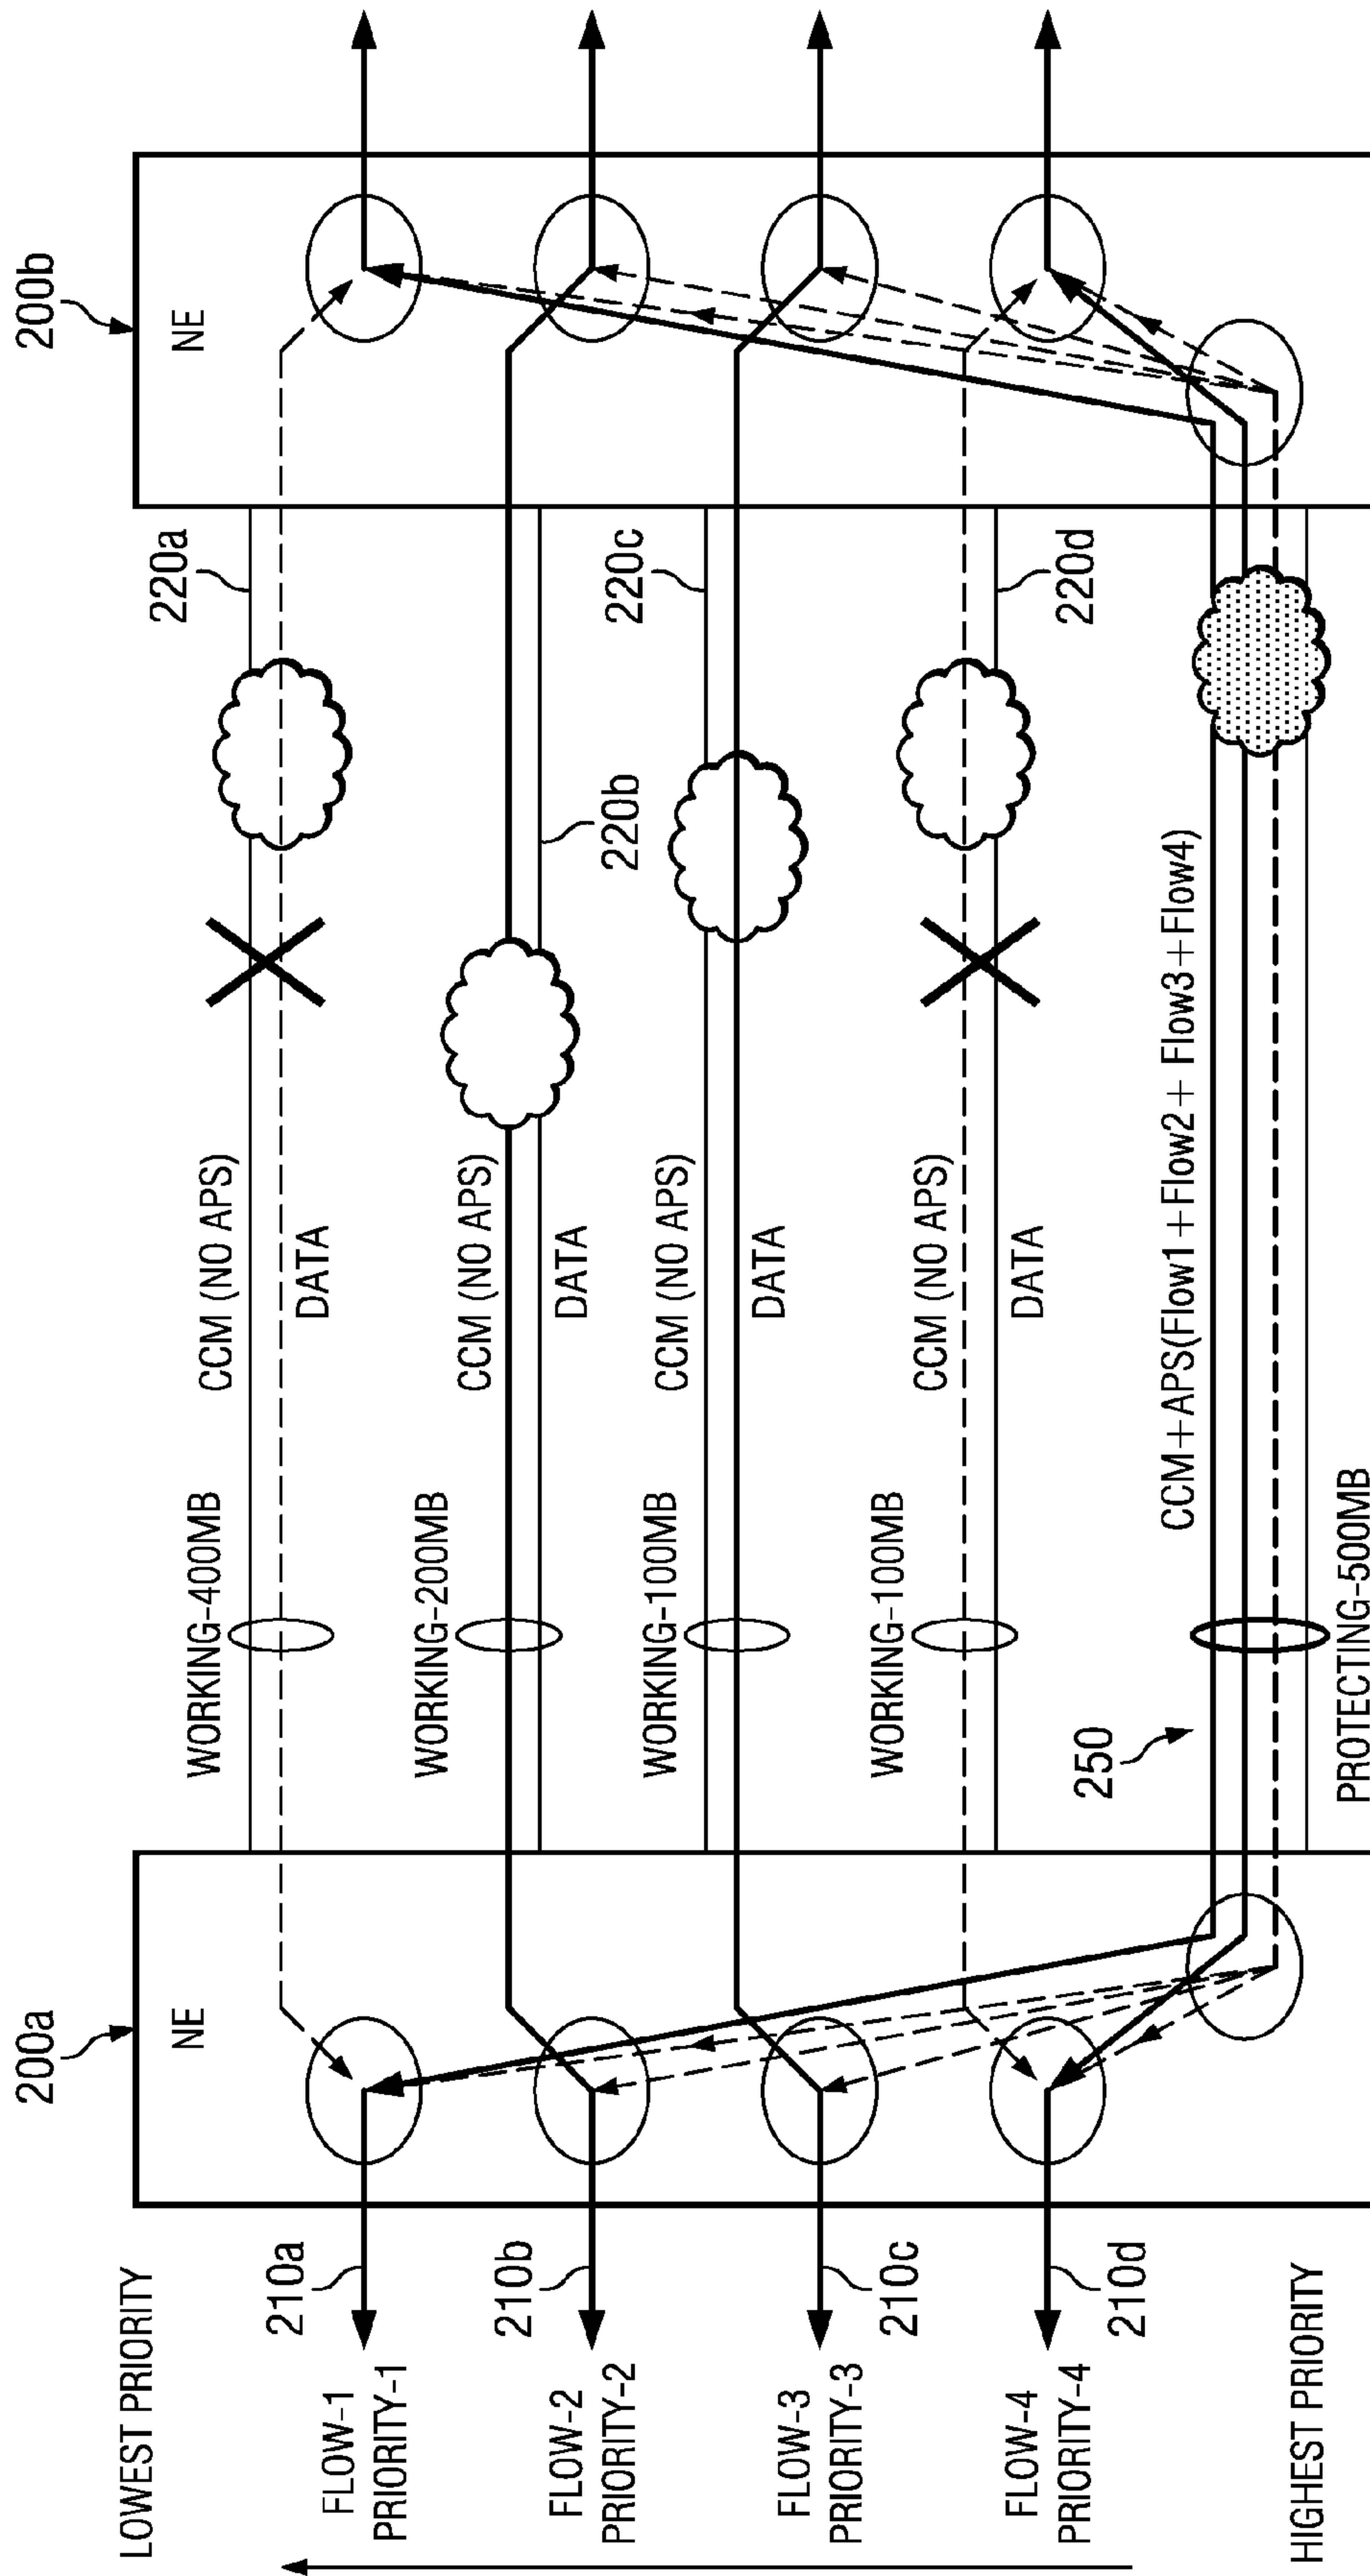 LOWEST PRIORITY
200a
NE
200b
NE
FLOW-1
PRIORITY-1
210a
WORKING-400MB
CCM (NO APS)
DATA
220a
FLOW-2
PRIORITY-2
210b
WORKING-200MB
CCM (NO APS)
DATA
220b
FLOW-3
PRIORITY-3
210c
WORKING-100MB
CCM (NO APS)
DATA
220c
FLOW-4
PRIORITY-4
210d
WORKING-100MB
CCM (NO APS)
DATA
220d
250
CCM+APS(Flow1+Flow2+ Flow3+Flow4)
HIGHEST PRIORITY
PROTECTING-500MB